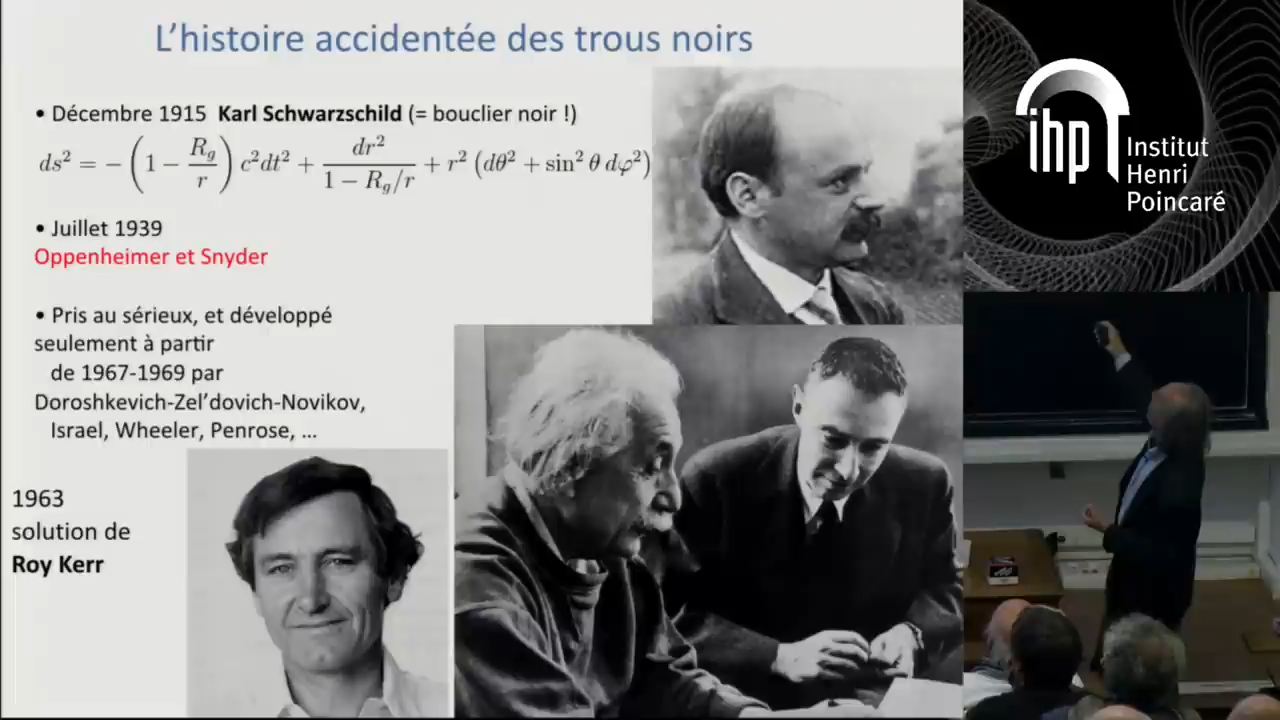 L'histoire accidentée des trous noirs
• Décembre 1915 Karl Schwarzschild (= bouclier noir !)
ds² = −(1 − R_g/r) c²dt² + dr²/(1 − R_g/r) + r² (dθ² + sin² θ dφ²)
• Juillet 1939
Oppenheimer et Snyder
• Pris au sérieux, et développé
seulement à partir
de 1967-1969 par
Doroshkevich-Zel'dovich-Novikov,
Israel, Wheeler, Penrose, ...
1963
solution de
Roy Kerr
ihp
Institut
Henri
Poincaré